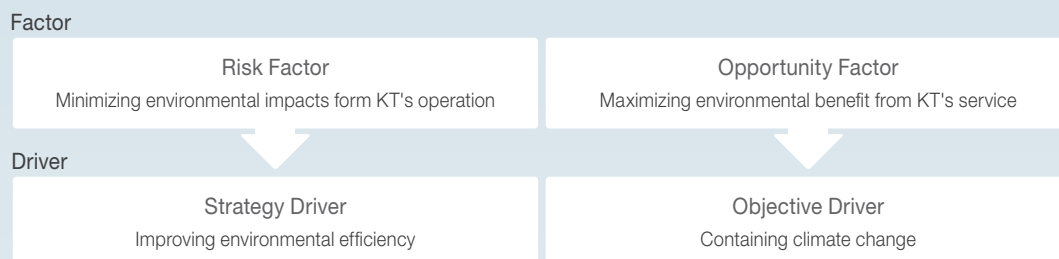 Factor
Risk Factor
Minimizing environmental impacts form KT's operation
Opportunity Factor
Maximizing environmental benefit from KT's service
Driver
Strategy Driver
Improving environmental efficiency
Objective Driver
Containing climate change